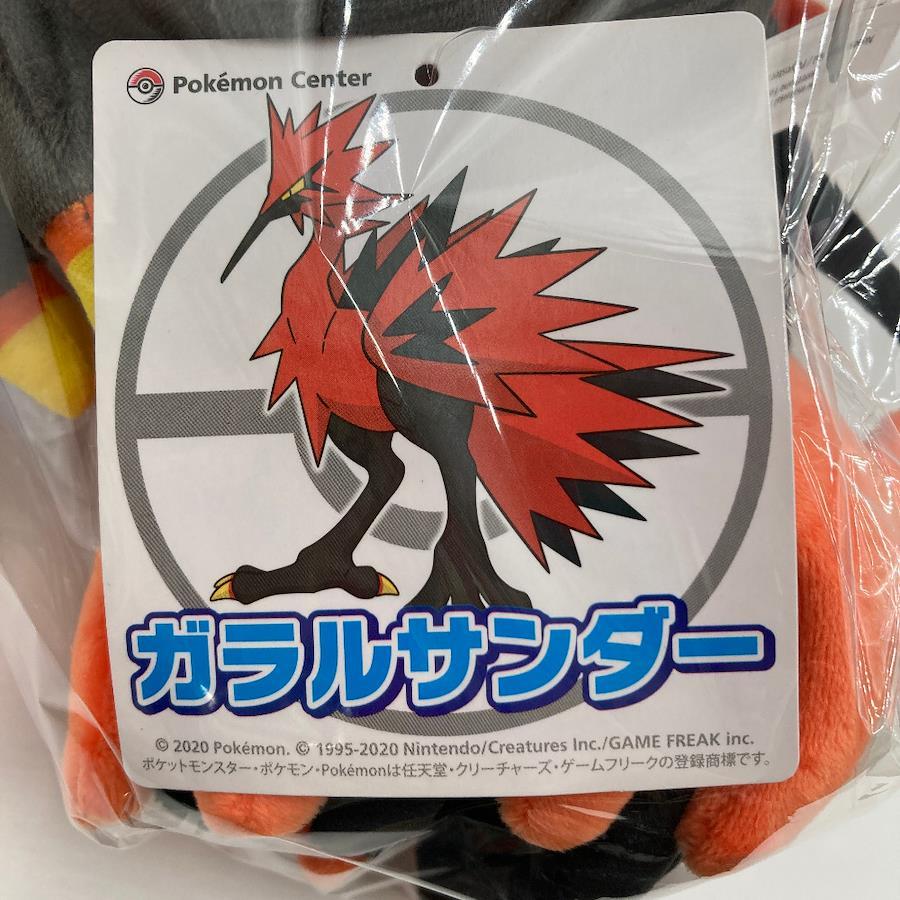 Pokémon Center
ガラルサンダー
© 2020 Pokémon. © 1995-2020 Nintendo/Creatures Inc./GAME FREAK inc.
ポケットモンスター・ポケモン・Pokémonは任天堂・クリーチャーズ・ゲームフリークの登録商標です。